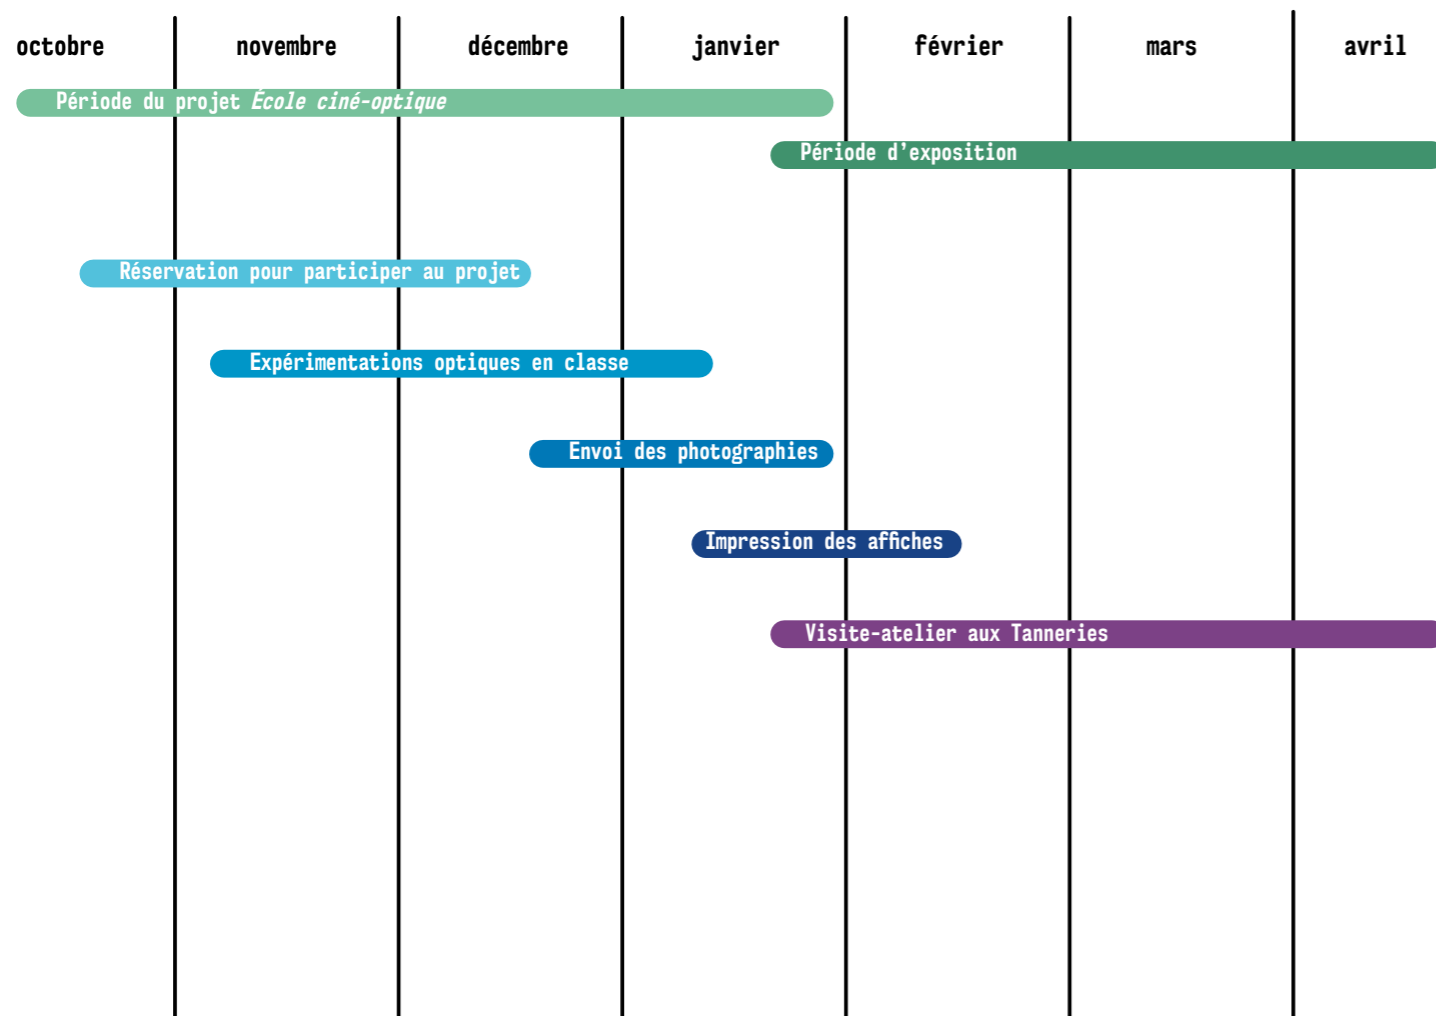 octobre novembre décembre janvier février mars avril
Période du projet École ciné-optique
Période d’exposition
Réservation pour participer au projet
Expérimentations optiques en classe
Envoi des photographies
Impression des affiches
Visite-atelier aux Tanneries